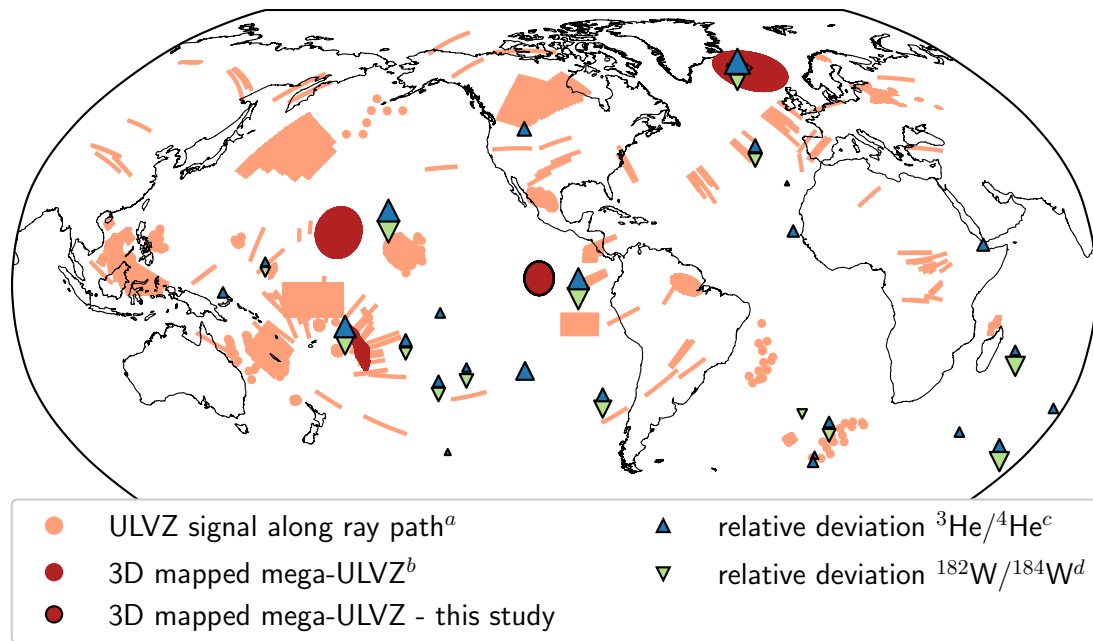 ULVZ signal along ray path^a
3D mapped mega-ULVZ^b
3D mapped mega-ULVZ - this study
relative deviation ³He/⁴He^c
relative deviation ¹⁸²W/¹⁸⁴W^d